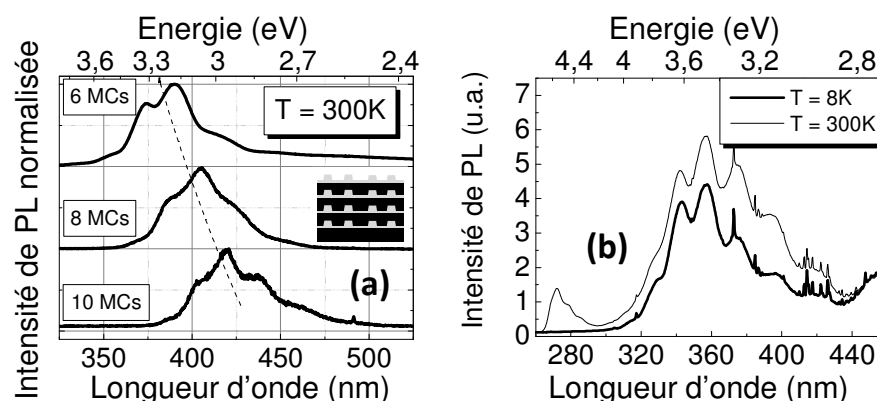 Energie (eV)
3,6 3,3 3 2,7 2,4
Intensité de PL normalisée
6 MCs
T = 300K
8 MCs
10 MCs
(a)
350 400 450 500
Longueur d'onde (nm)
Energie (eV)
4,4 4 3,6 3,2 2,8
Intensité de PL (u.a.)
7
6
5
4
3
2
1
0
T = 8K
T = 300K
(b)
280 320 360 400 440
Longueur d'onde (nm)